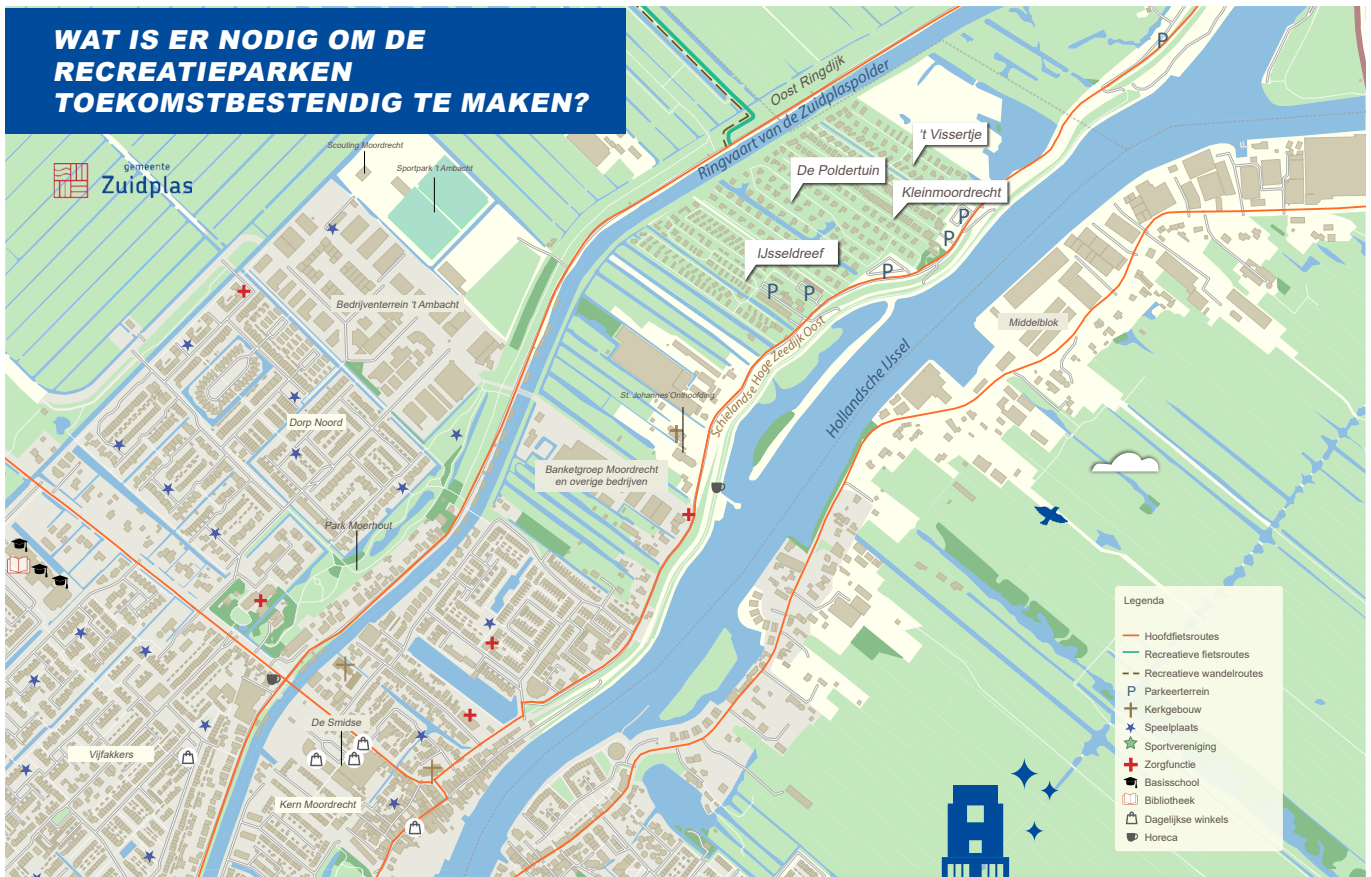 WAT IS ER NODIG OM DE
RECREATIEPARKEN
TOEKOMSTBESTENDIG TE MAKEN?
gemeente
Zuidplas
Scouting Moordrecht
Sportpark 't Ambacht
Oost Ringdijk
Ringvaart van de Zuidplaspolder
't Vissertje
De Poldertuin
Kleinmoordrecht
IJsseldreef
P
P
P
P
P
P
Bedrijventerrein 't Ambacht
Middelblok
Schielandse Hoge Zeedijk Oost
Hollandsche IJssel
St. Johannes Onthoofding
Dorp Noord
Banketgroep Moordrecht
en overige bedrijven
Park Moerhout
De Smidse
Vijfakkers
Kern Moordrecht
Legenda
Hoofdfietsroutes
Recreatieve fietsroutes
Recreatieve wandelroutes
P Parkeerterrein
Kerkgebouw
Speelplaats
Sportvereniging
Zorgfunctie
Basisschool
Bibliotheek
Dagelijkse winkels
Horeca